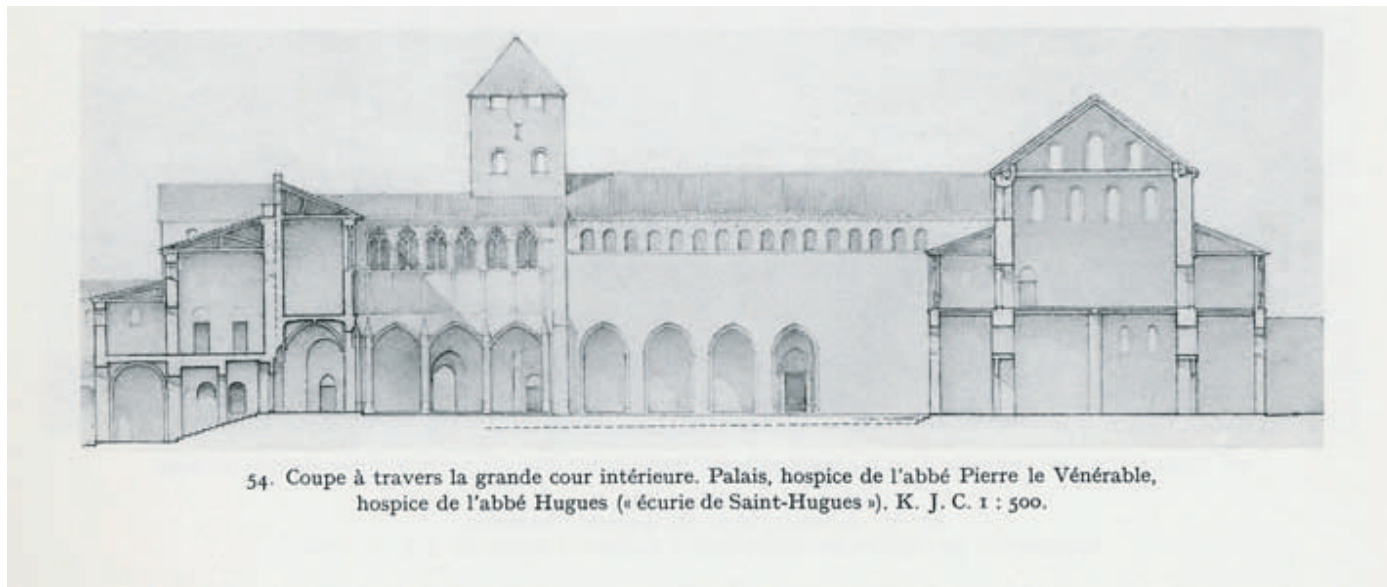 54. Coupe à travers la grande cour intérieure. Palais, hospice de l'abbé Pierre le Vénérable,
hospice de l'abbé Hugues (« écurie de Saint-Hugues »). K. J. C. 1 : 500.